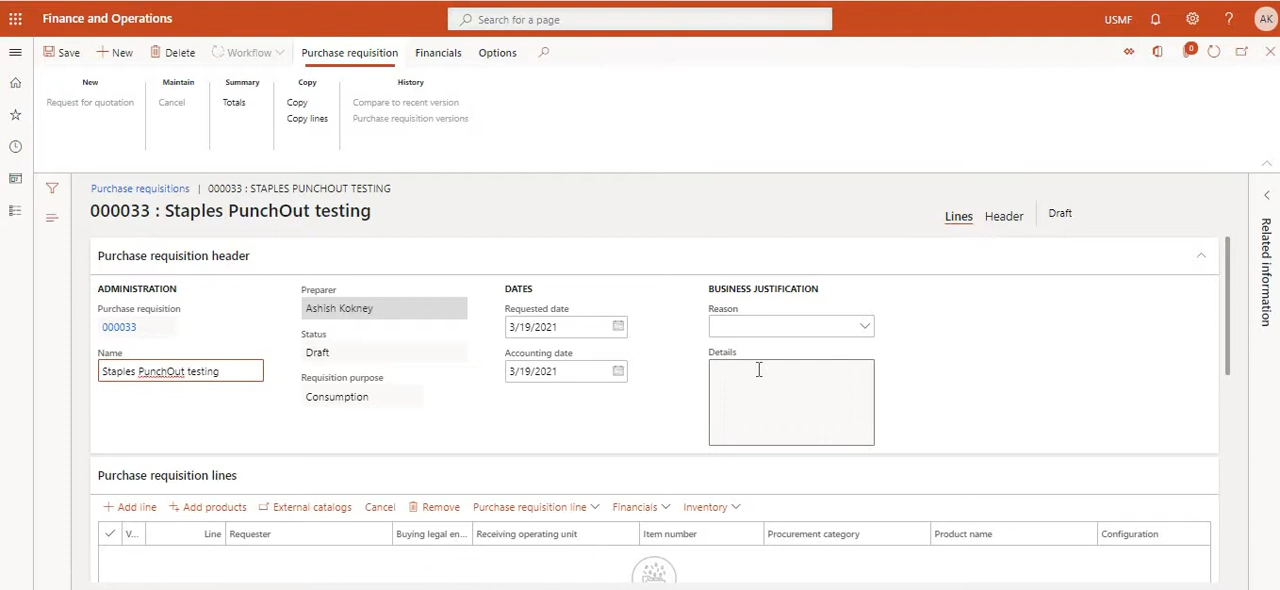 Finance and Operations
Search for a page
USMF
?
AK
Save
New
Delete
Workflow
Purchase requisition
Financials
Options
0
New
Maintain
Summary
Copy
History
Request for quotation
Cancel
Totals
Copy
Compare to recent version
Copy lines
Purchase requisition versions
Purchase requisitions | 000033 : STAPLES PUNCHOUT TESTING
000033 : Staples PunchOut testing
Lines
Header
Draft
Related information
Purchase requisition header
ADMINISTRATION
Purchase requisition
000033
Name
Staples PunchOut testing
Preparer
Ashish Kokney
Status
Draft
Requisition purpose
Consumption
DATES
Requested date
3/19/2021
Accounting date
3/19/2021
BUSINESS JUSTIFICATION
Reason
Details
Purchase requisition lines
Add line
Add products
External catalogs
Cancel
Remove
Purchase requisition line
Financials
Inventory
V...
Line
Requester
Buying legal en...
Receiving operating unit
Item number
Procurement category
Product name
Configuration